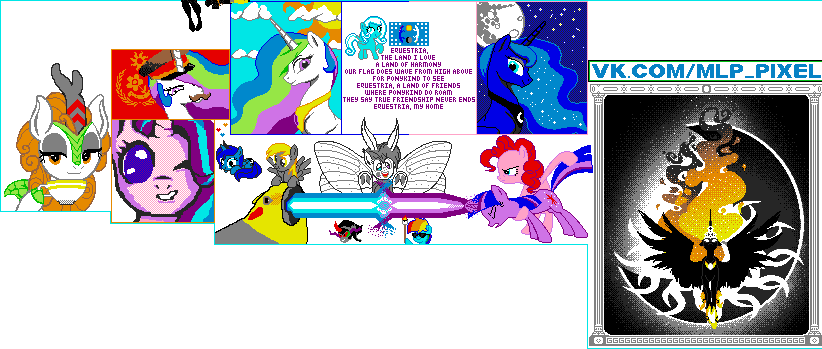 EQUESTRIA,
THE LAND I LOVE
A LAND OF HARMONY
OUR FLAG DOES WAVE FROM HIGH ABOVE
FOR PONYKIND TO SEE
EQUESTRIA, A LAND OF FRIENDS
WHERE PONYKIND DO ROAM
THEY SAY TRUE FRIENDSHIP NEVER ENDS
EQUESTRIA, MY HOME
VK.COM/MLP_PIXEL